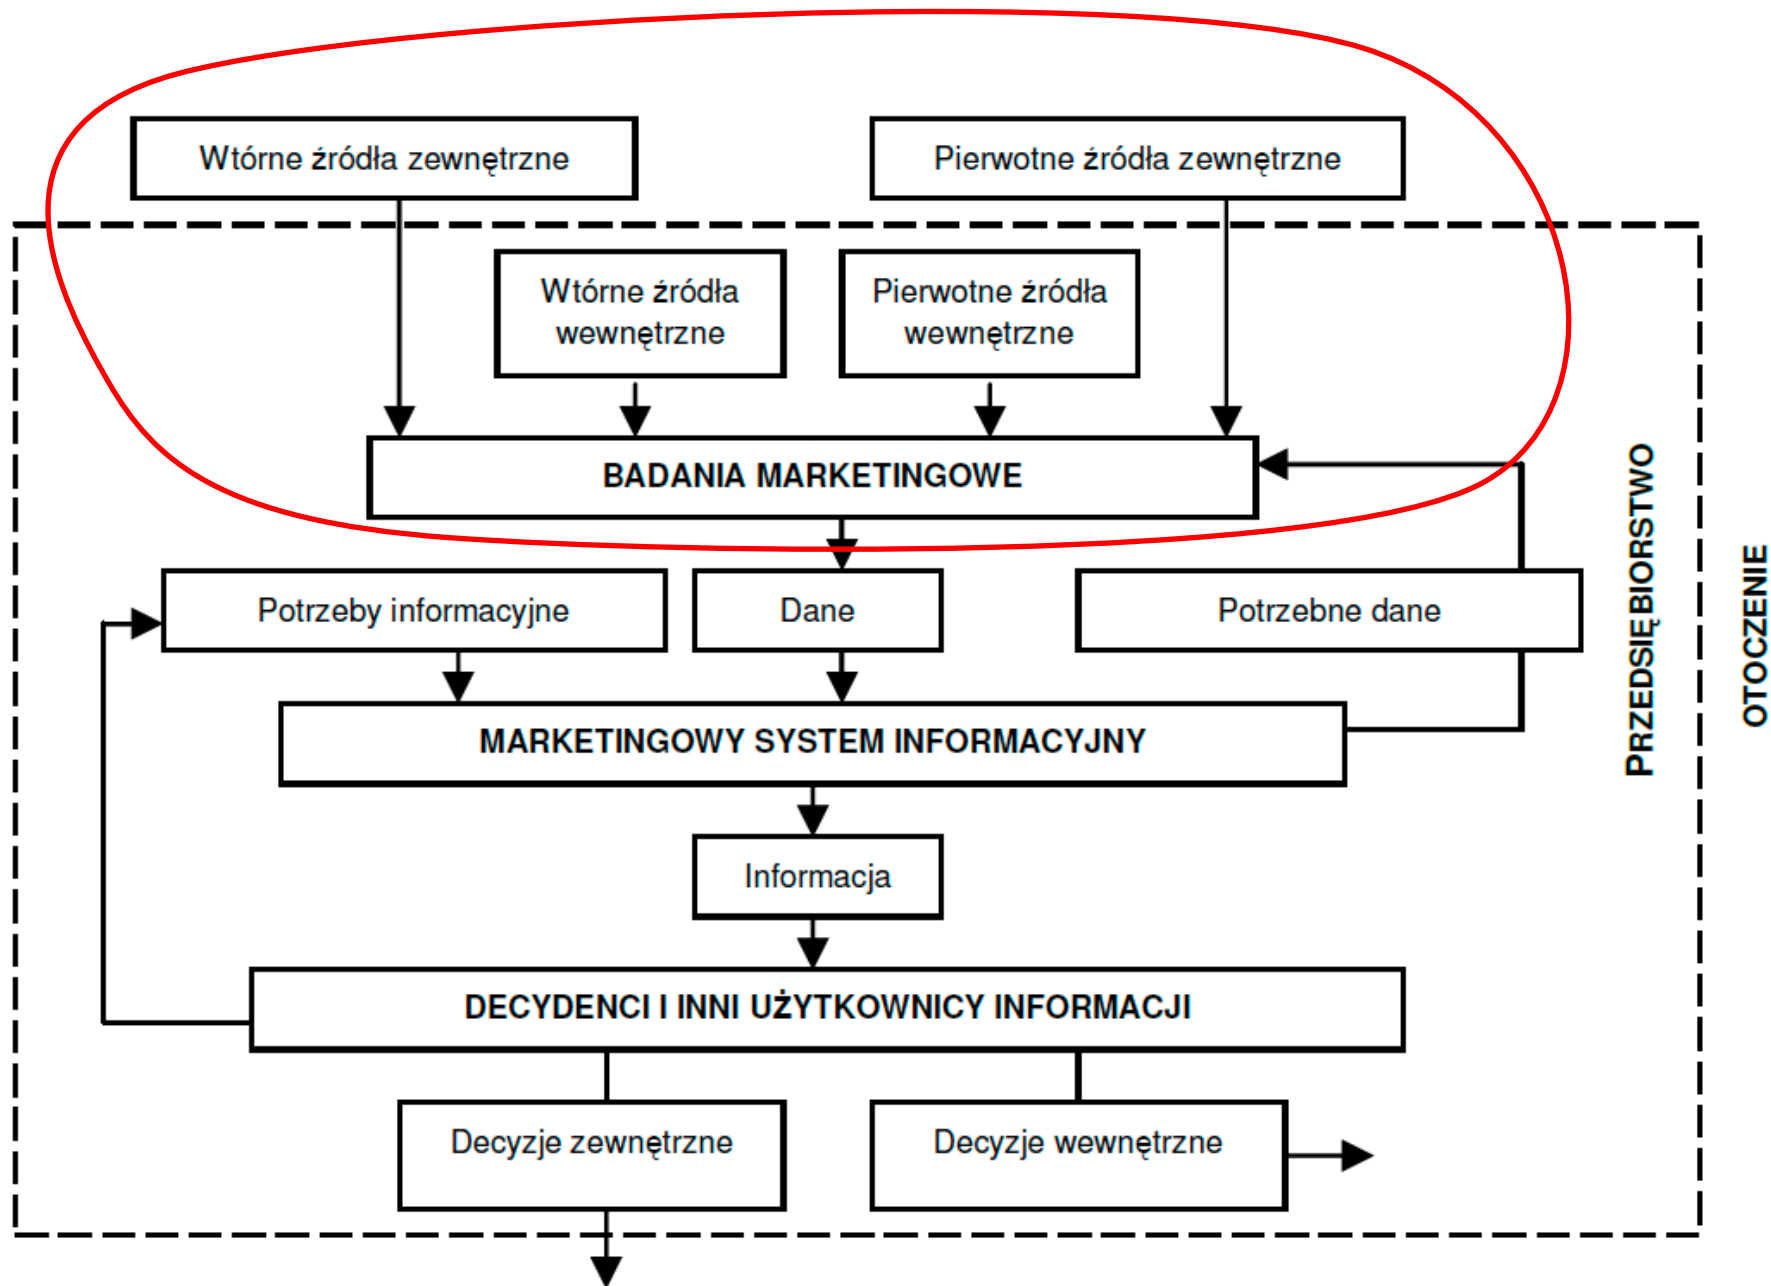 Wtórne źródła zewnętrzne
Pierwotne źródła zewnętrzne
Wtórne źródła
wewnętrzne
Pierwotne źródła
wewnętrzne
BADANIA MARKETINGOWE
Potrzeby informacyjne
Dane
Potrzebne dane
MARKETINGOWY SYSTEM INFORMACYJNY
Informacja
DECYDENCI I INNI UŻYTKOWNICY INFORMACJI
Decyzje zewnętrzne
Decyzje wewnętrzne
PRZEDSIĘBIORSTWO
OTOCZENIE